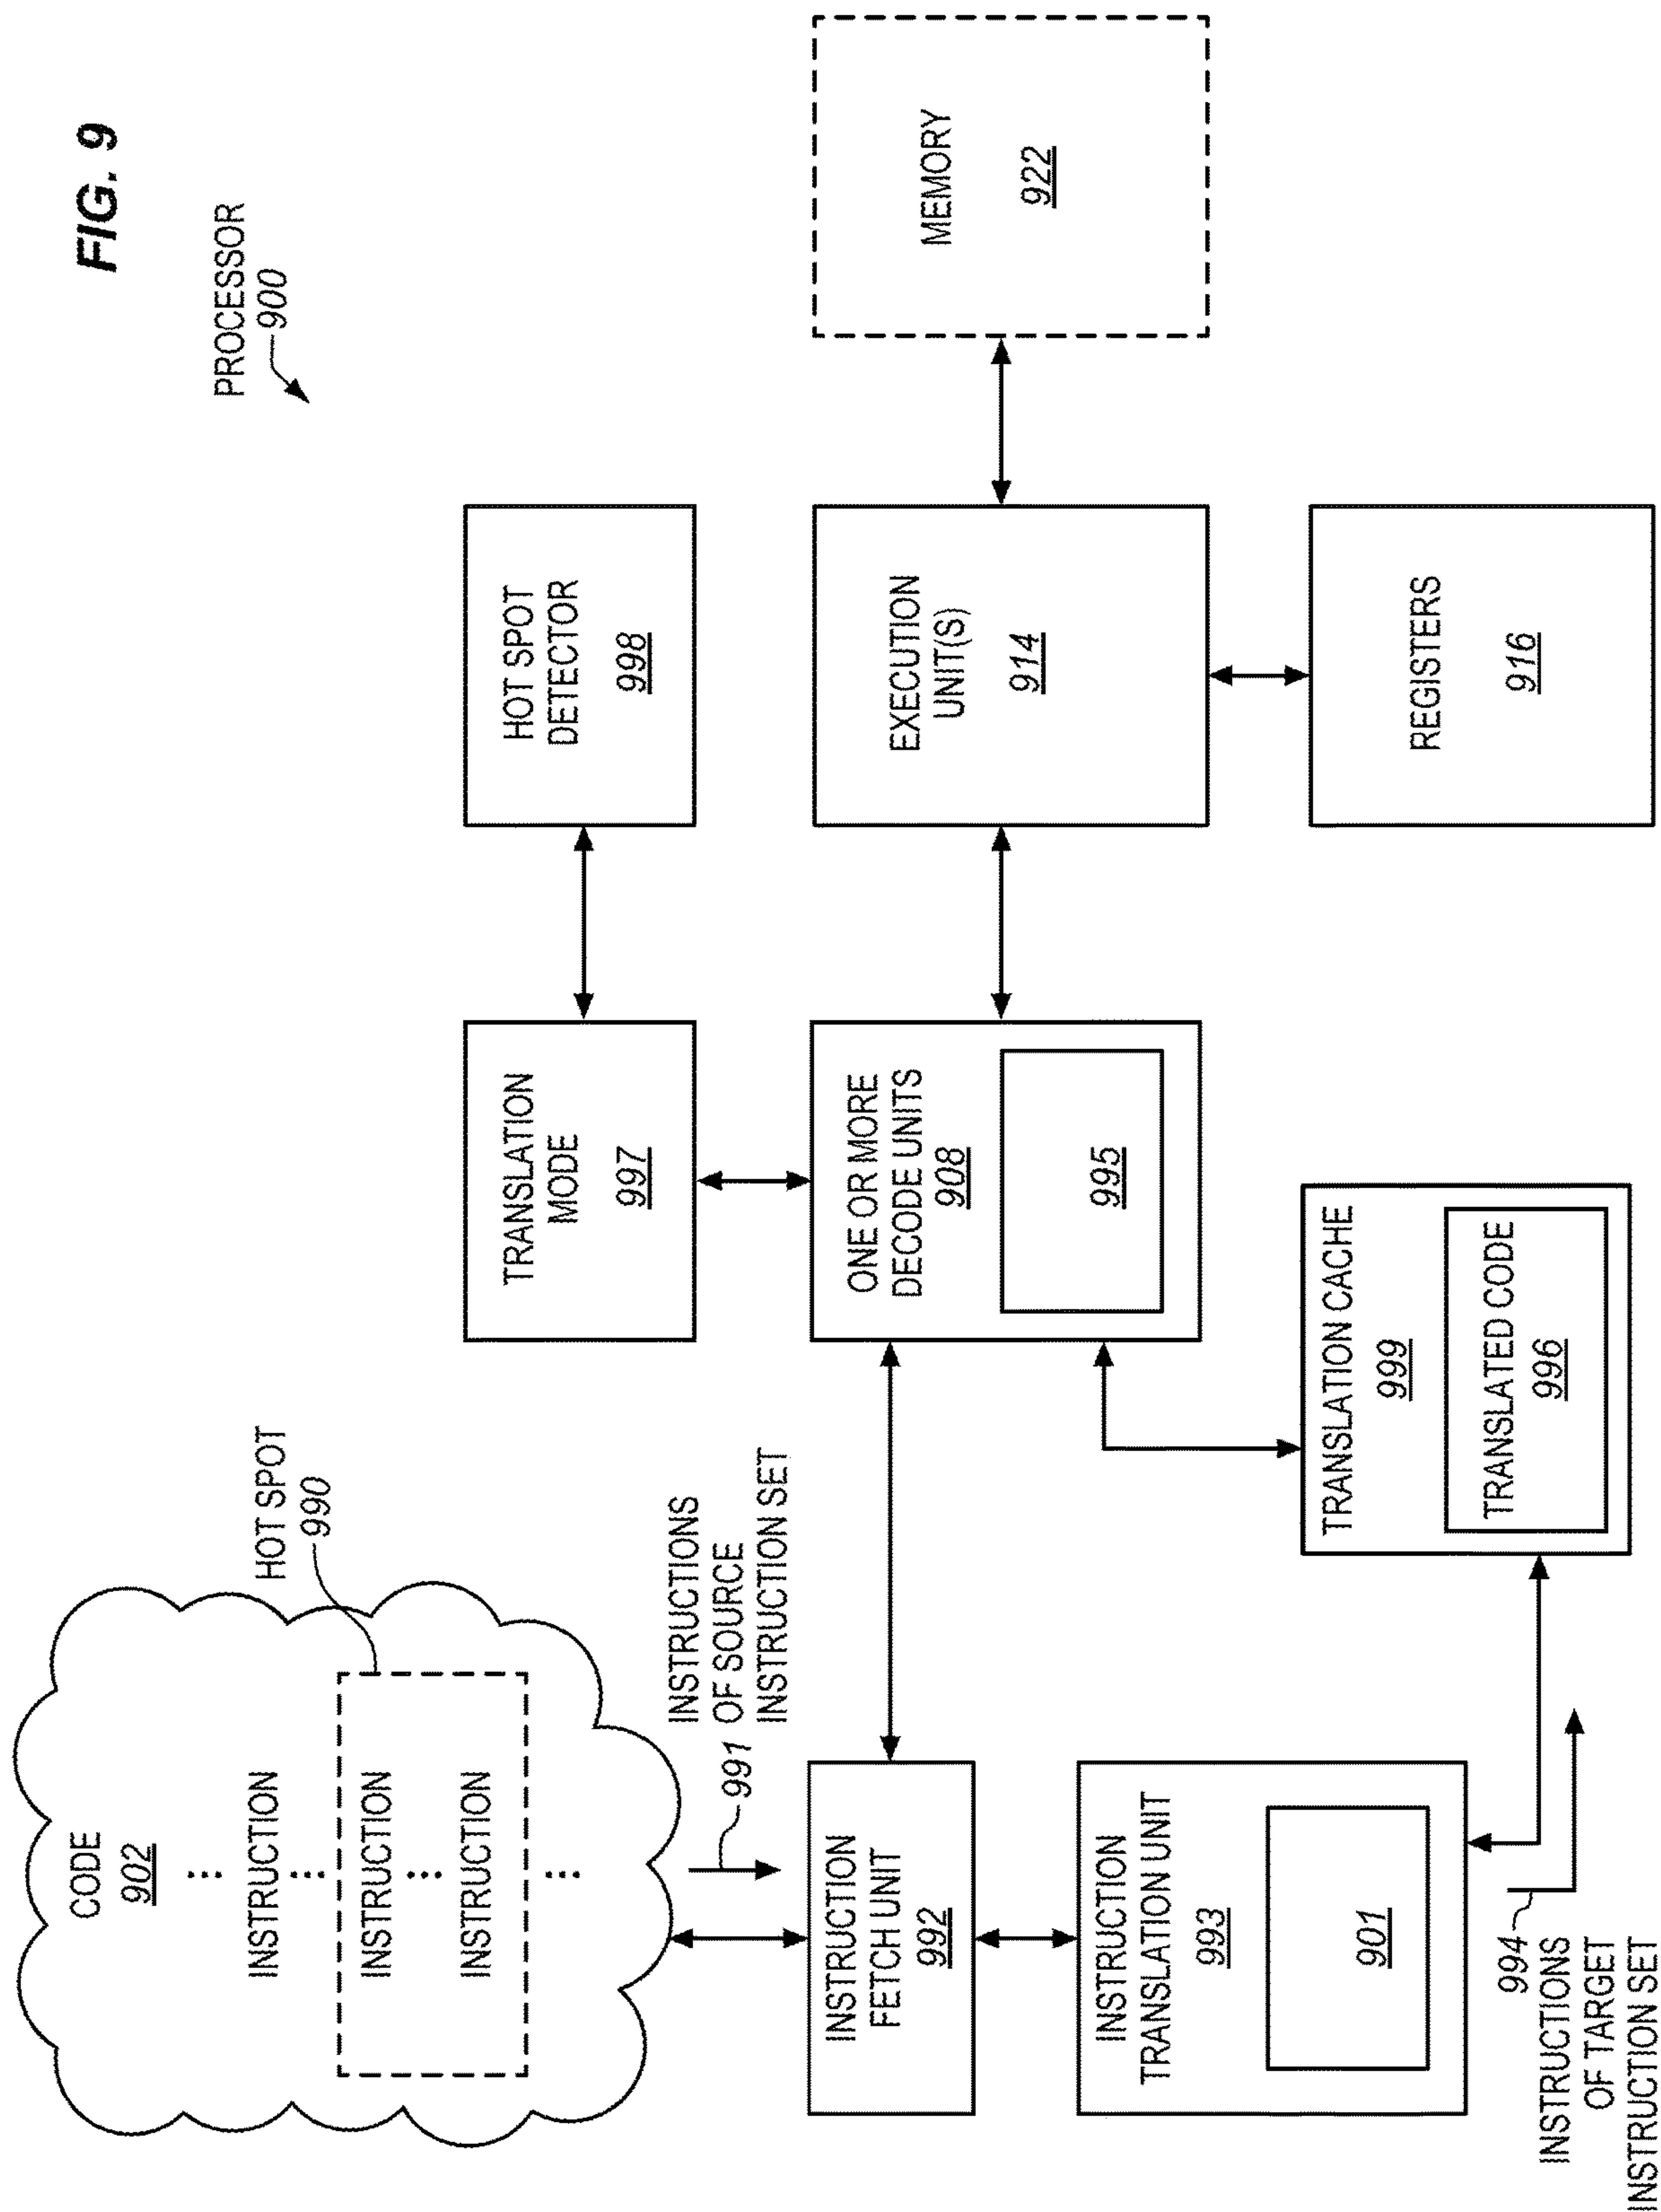 FIG. 9
PROCESSOR
900
CODE
902
⋮
INSTRUCTION
⋮
INSTRUCTION
⋮
INSTRUCTION
⋮
HOT SPOT
990
991
INSTRUCTIONS
OF SOURCE
INSTRUCTION SET
TRANSLATION
MODE
997
HOT SPOT
DETECTOR
998
INSTRUCTION
FETCH UNIT
992
ONE OR MORE
DECODE UNITS
908
995
EXECUTION
UNIT(S)
914
MEMORY
922
INSTRUCTION
TRANSLATION UNIT
993
901
TRANSLATION CACHE
999
TRANSLATED CODE
996
REGISTERS
916
994
INSTRUCTIONS
OF TARGET
INSTRUCTION SET